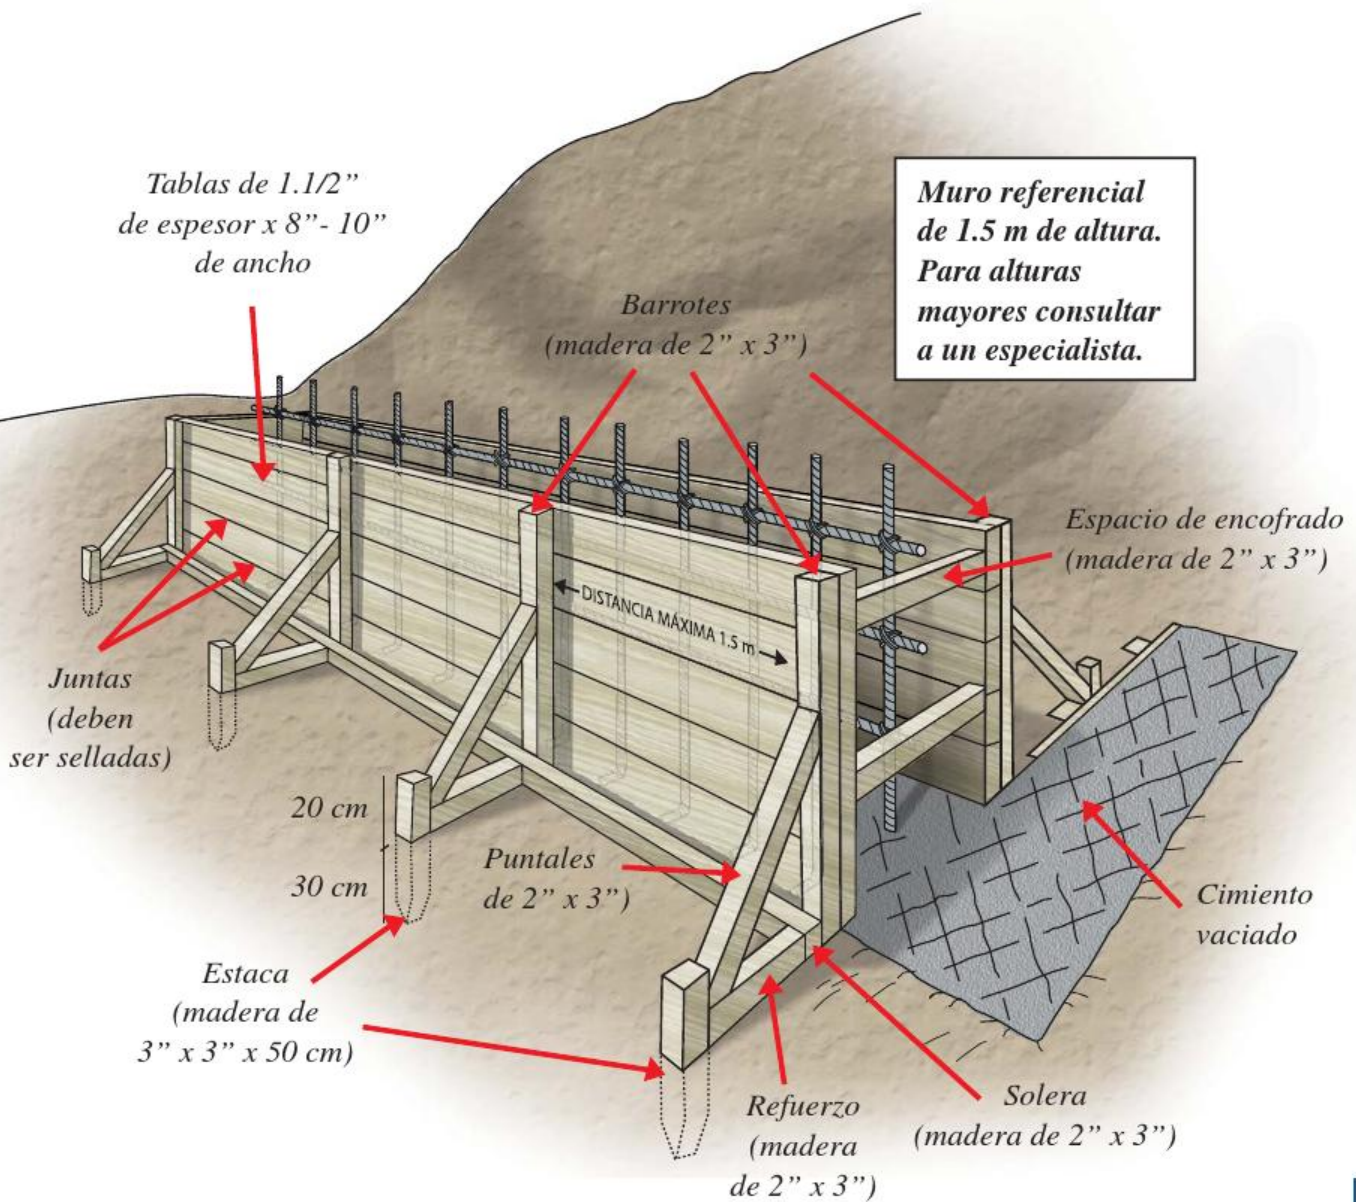 Tablas de 1.1/2”
de espesor x 8”- 10”
de ancho
Muro referencial
de 1.5 m de altura.
Para alturas
mayores consultar
a un especialista.
Barrotes
(madera de 2” x 3”)
Espacio de encofrado
(madera de 2” x 3”)
DISTANCIA MÁXIMA 1.5 m
Juntas
(deben
ser selladas)
20 cm
30 cm
Puntales
de 2” x 3”)
Cimiento
vaciado
Estaca
(madera de
3” x 3” x 50 cm)
Refuerzo
(madera
de 2” x 3”)
Solera
(madera de 2” x 3”)